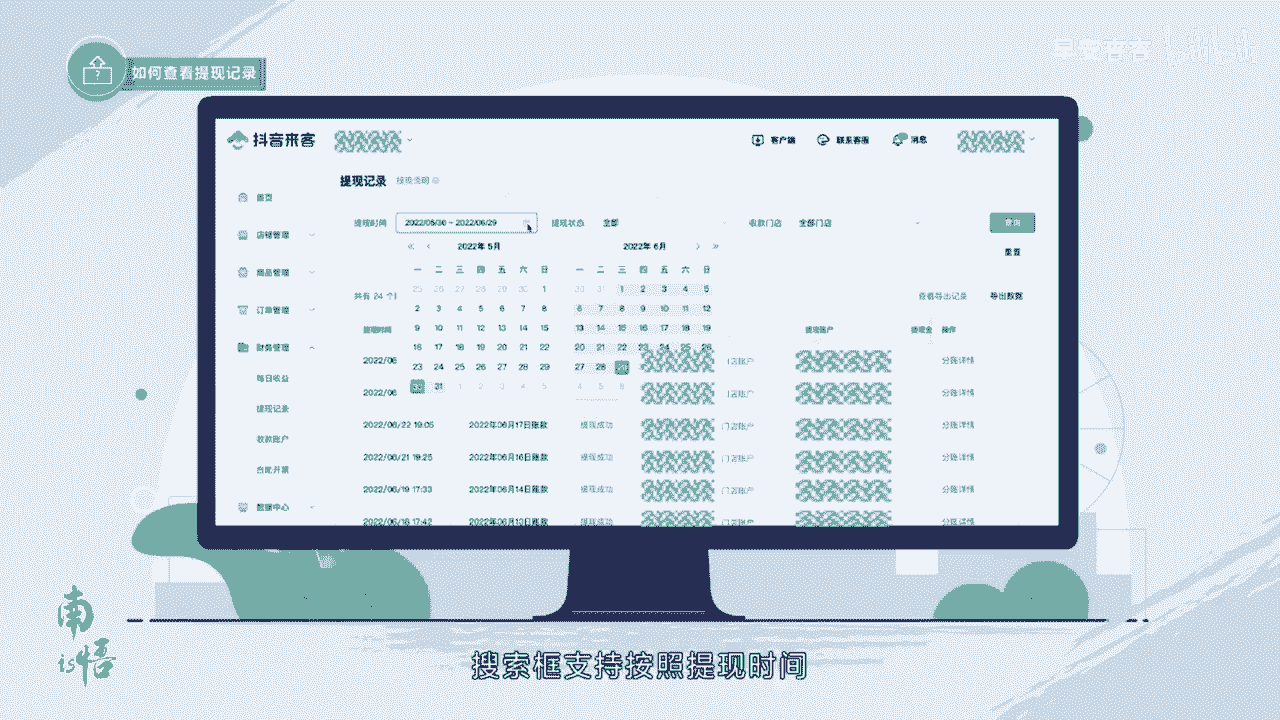 如何查看提现记录
抖音来客
客户端
联系客服
消息
提现记录
提现说明
首页
店铺管理
商品管理
订单管理
财务管理
每日收益
提现记录
收款账户
合同开票
数据中心
提现时间 2022/05/30 ~ 2022/06/29 提现状态 全部 收款门店 全部门店 查询
重置
« ‹ 2022年 5月 2022年 6月 › »
一 二 三 四 五 六 日 一 二 三 四 五 六 日
25 26 27 28 29 30 1 30 31 1 2 3 4 5
2 3 4 5 6 7 8 6 7 8 9 10 11 12
9 10 11 12 13 14 15 13 14 15 16 17 18 19
16 17 18 19 20 21 22 20 21 22 23 24 25 26
23 24 25 26 27 28 29 27 28 29
30 31 1 2 3 4 5 4 5 6
共有 24 个
查看导出记录 导出数据
提现时间 提现账户 提现金 操作
2022/06 门店账户 分账详情
2022/06 门店账户 分账详情
2022/06/22 19:05 2022年06月17日账款 提现成功 门店账户 分账详情
2022/06/21 19:25 2022年06月16日账款 提现成功 门店账户 分账详情
2022/06/19 17:33 2022年06月14日账款 提现成功 门店账户 分账详情
2022/06/18 17:42 2022年06月13日账款 提现成功 门店账户 分账详情
南
is悟
搜索框支持按照提现时间